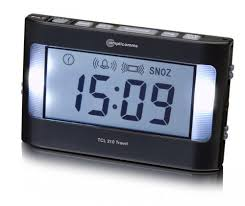 amplicomms
SNOZ
15:09
TCL 210 Travel